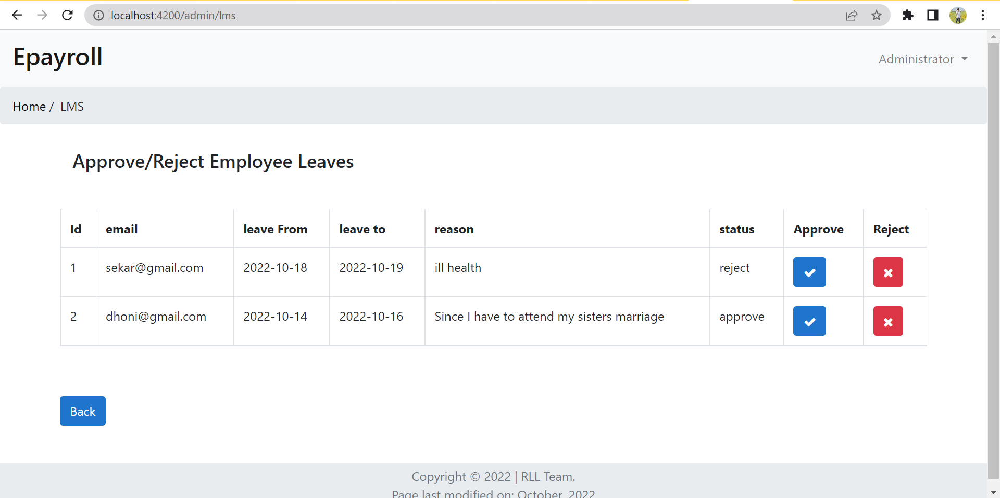 localhost:4200/admin/lms
Epayroll
Administrator
Home / LMS
Approve/Reject Employee Leaves
Id email leave From leave to reason status Approve Reject
1 sekar@gmail.com 2022-10-18 2022-10-19 ill health reject
2 dhoni@gmail.com 2022-10-14 2022-10-16 Since I have to attend my sisters marriage approve
Back
Copyright © 2022 | RLL Team.
Page last modified on: October, 2022